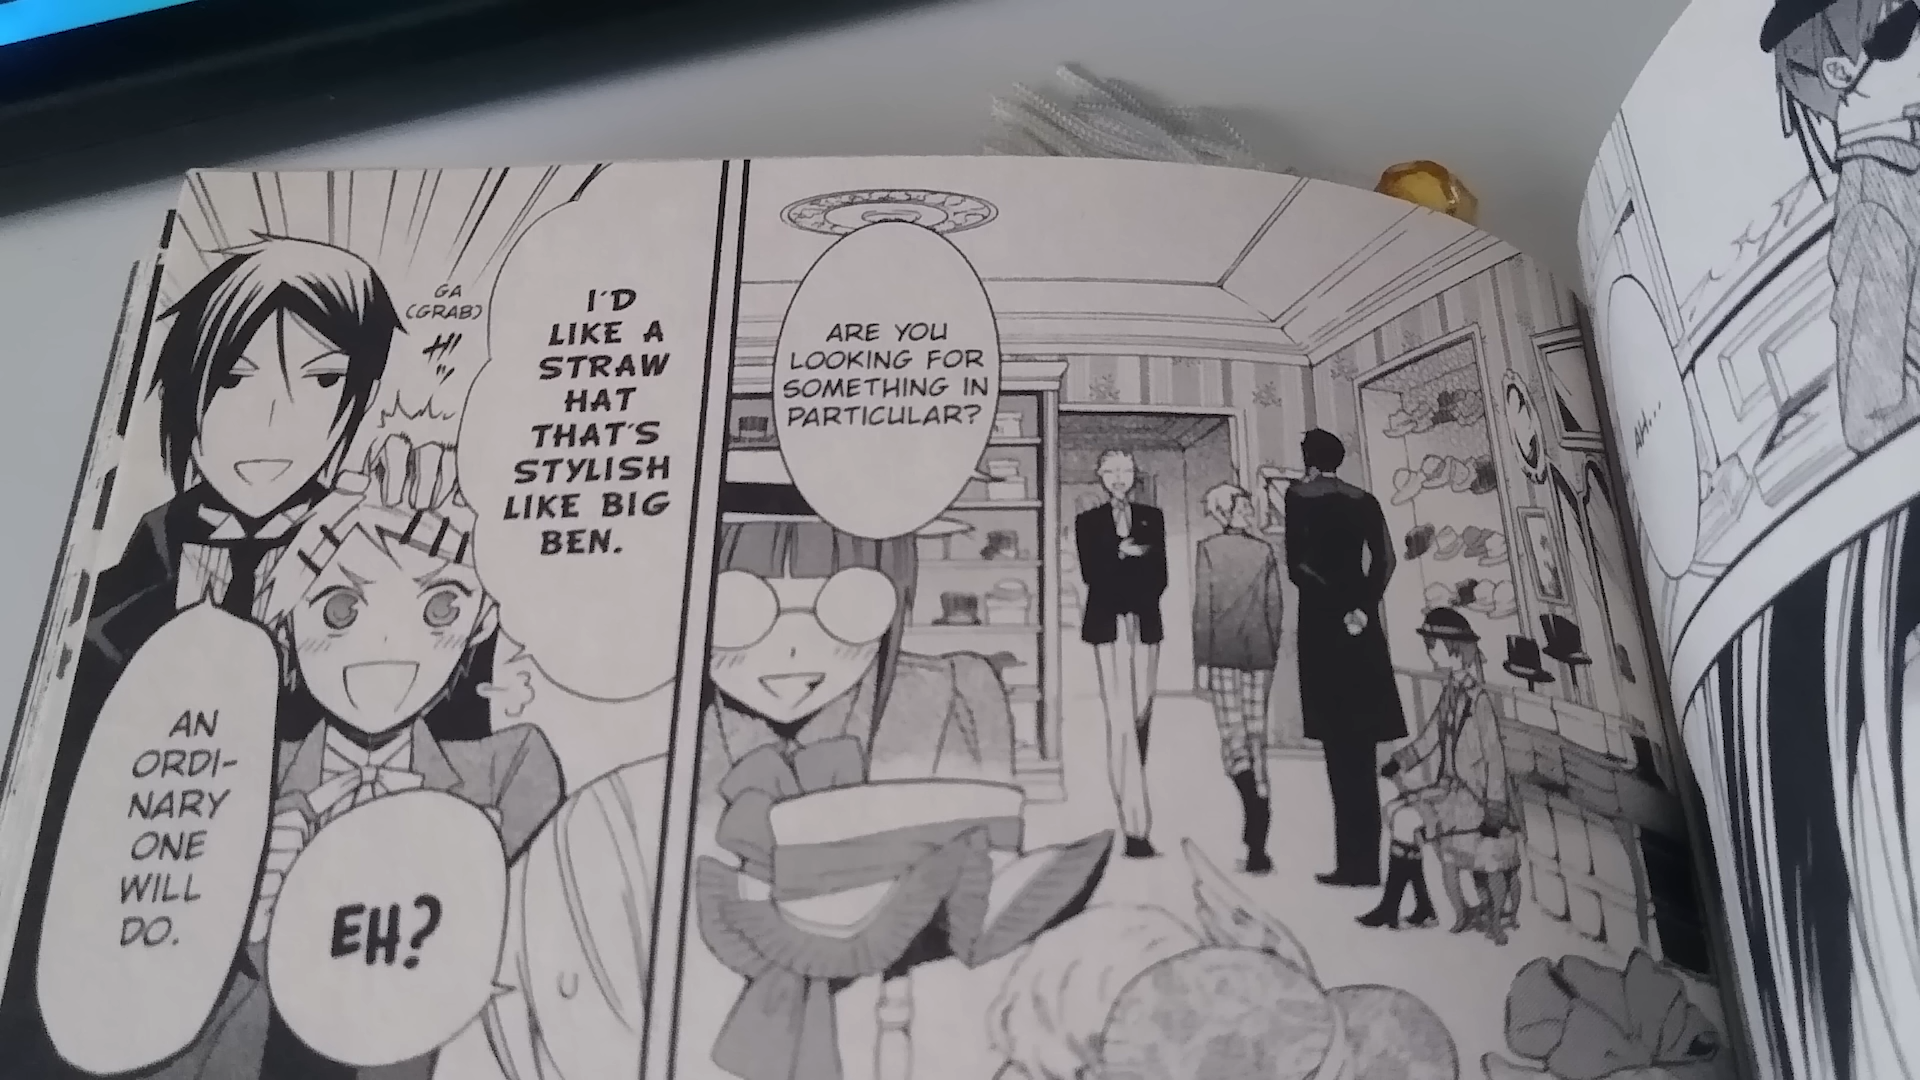 ARE YOU
LOOKING FOR
SOMETHING IN
PARTICULAR?
I'D
LIKE A
STRAW
HAT
THAT'S
STYLISH
LIKE BIG
BEN.
GA
(GRAB)
AN
ORDI-
NARY
ONE
WILL
DO.
EH?
AH...